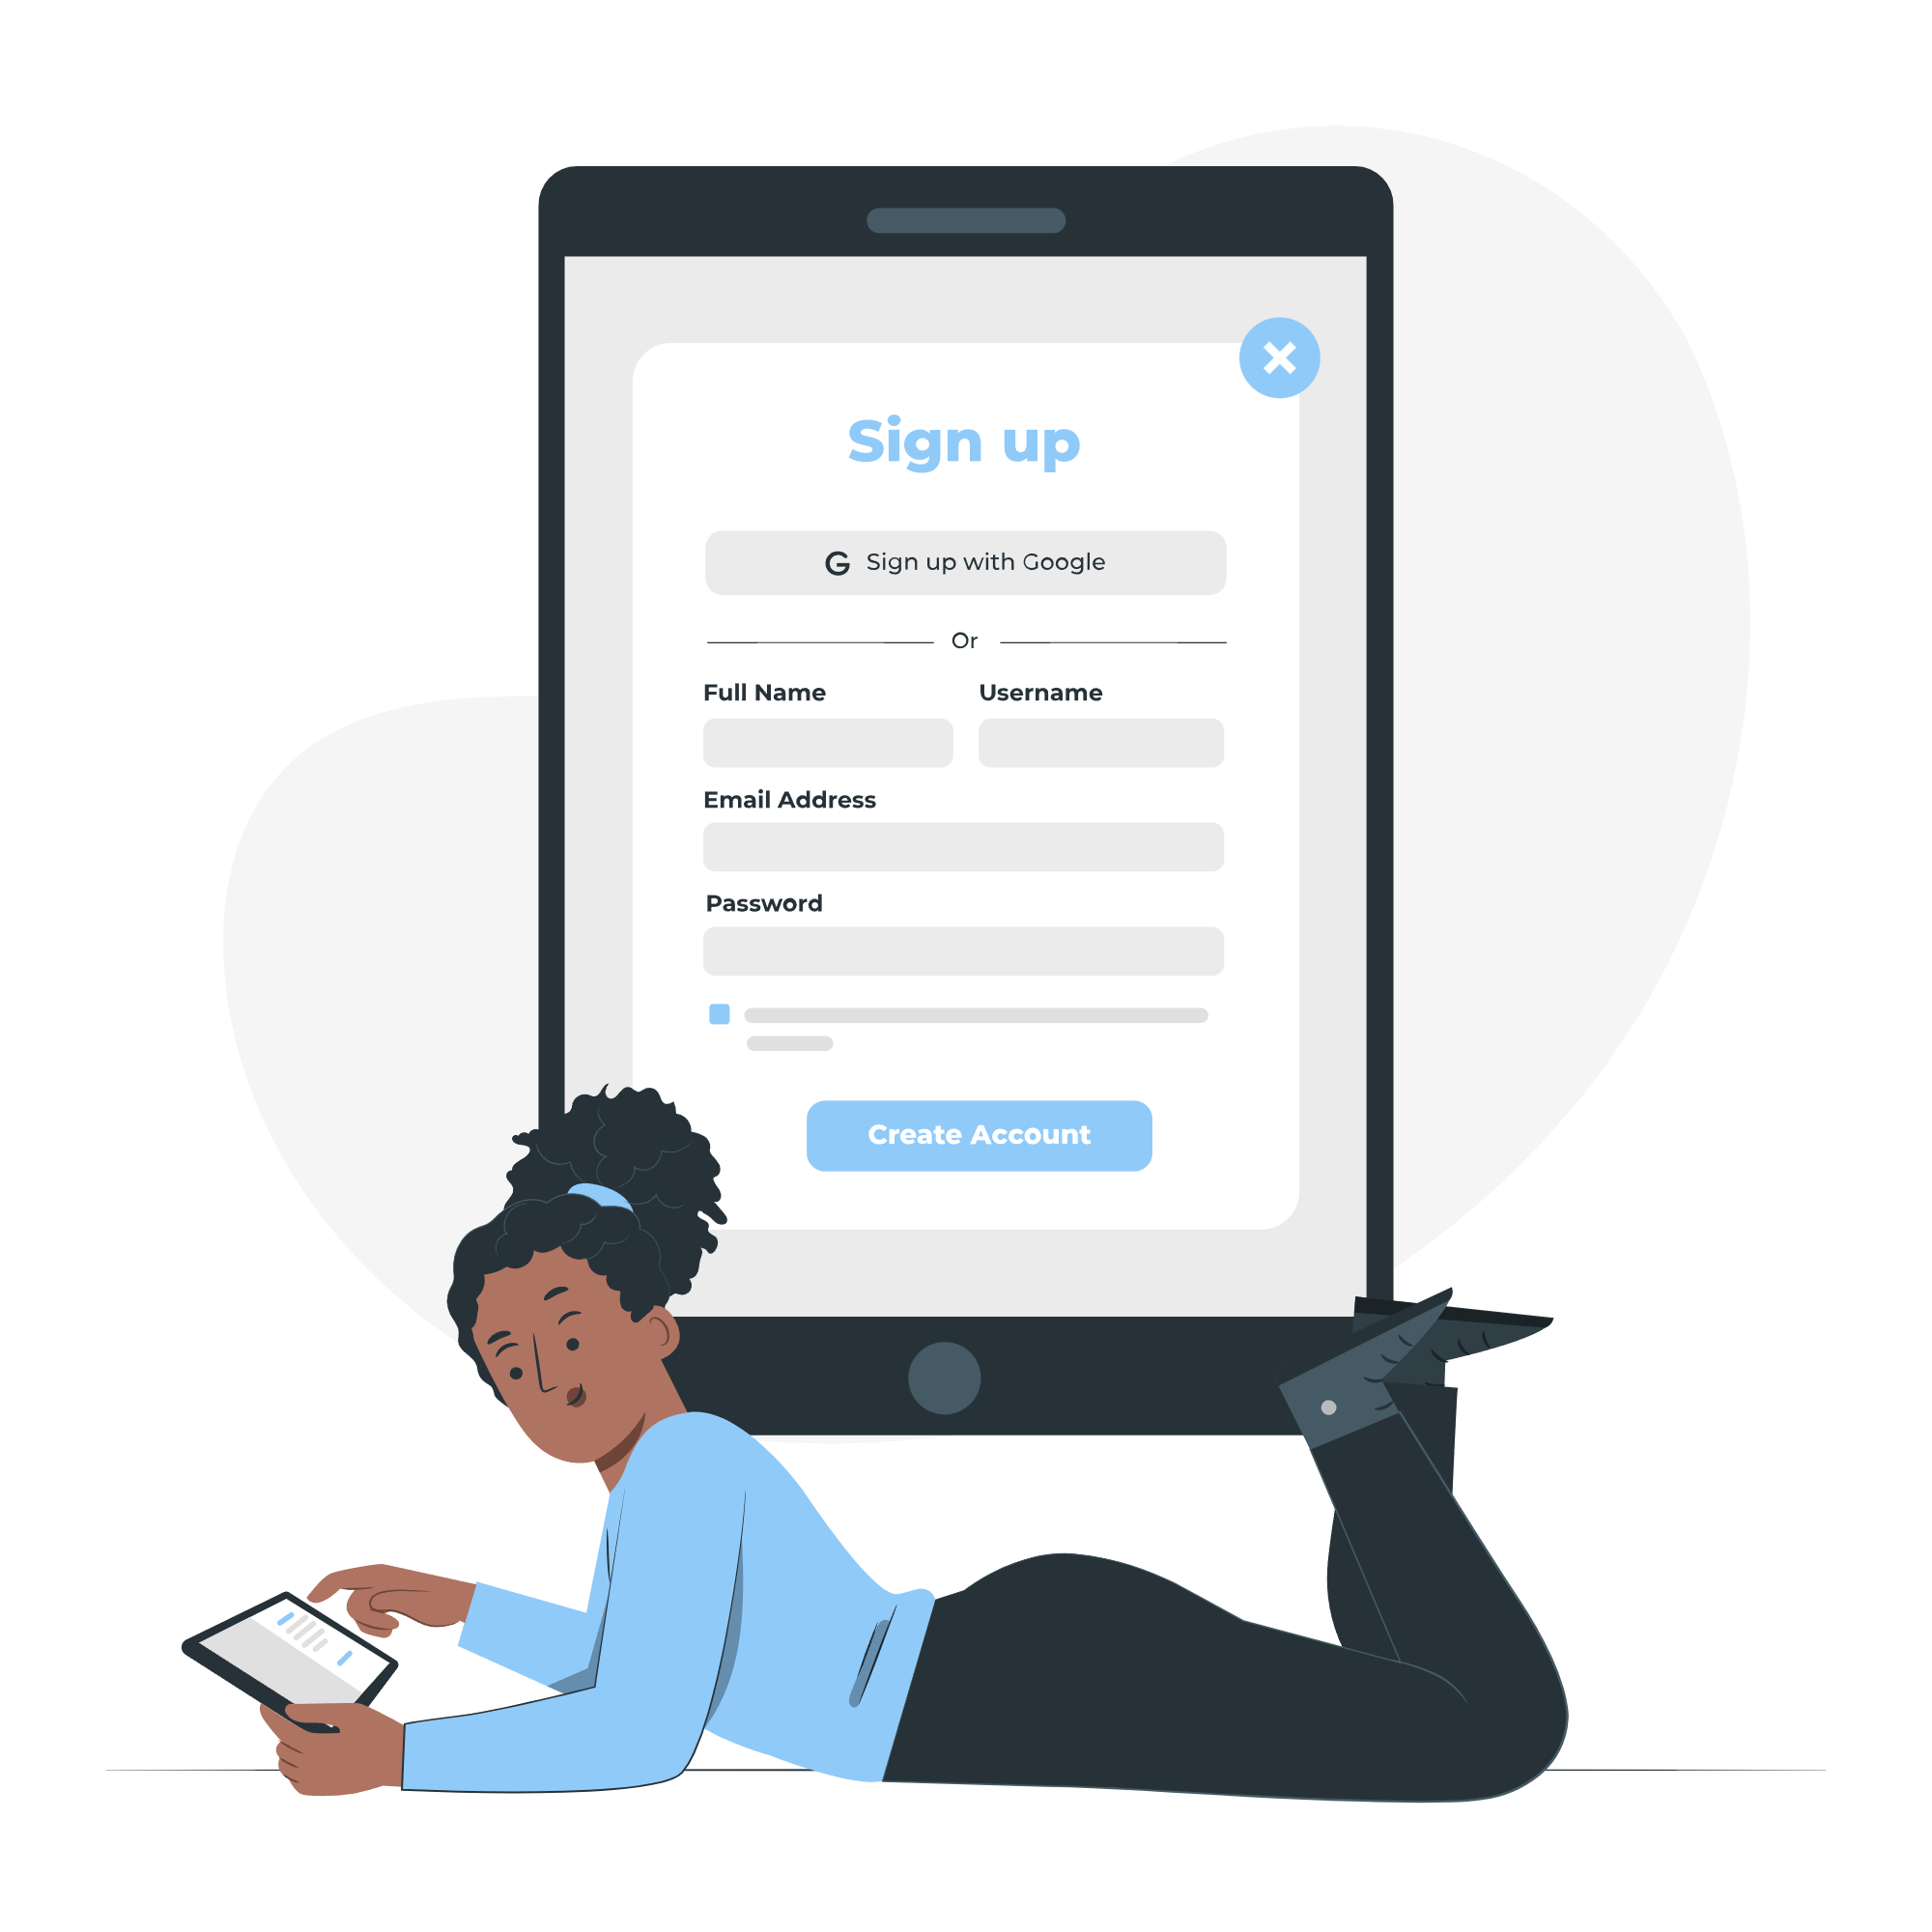 Sign up
G Sign up with Google
Or
Full Name Username
Email Address
Password
Create Account